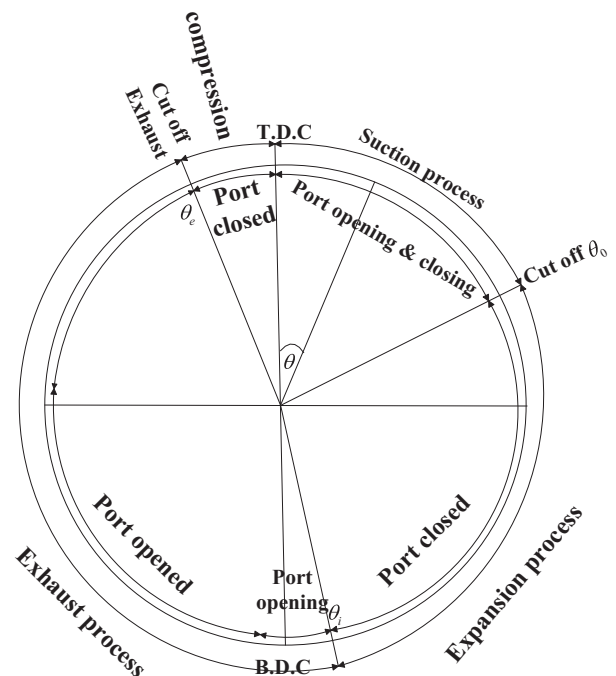 compression
Cut off
Exhaust
T.D.C
Suction process
Port
closed
θe
Port opening & closing
Cut off θ0
θ
Port opened
Port
opening
θi
Port closed
Exhaust process
B.D.C
Expansion process